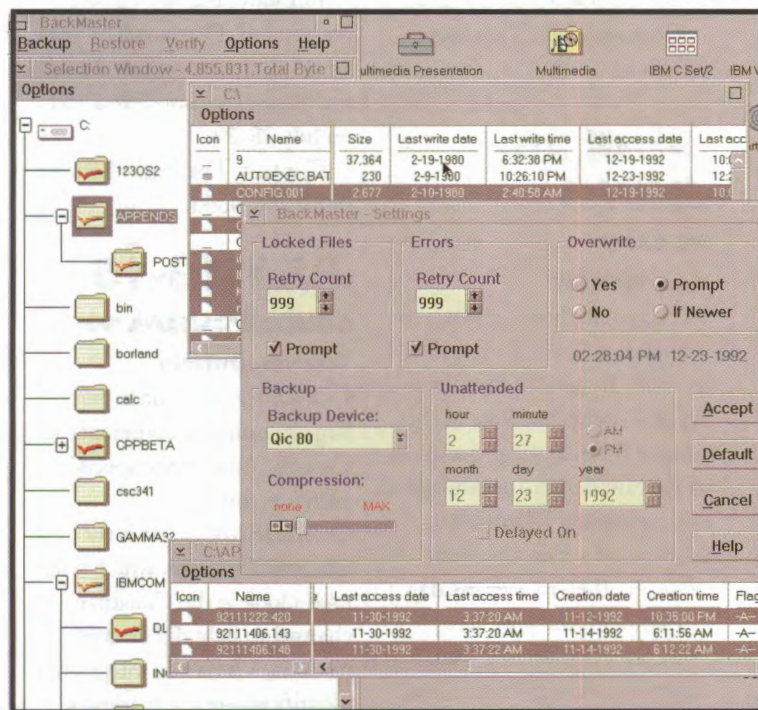 BackMaster
Backup Restore Verify Options Help
Selection Window - 4,855,831,Total Byte
Options
C:
123OS2
APPENDS
POST
bin
borland
calc
CPPBETA
csc341
GAMMA32
IBMCOM
DL
ultimedia Presentation
Multimedia
IBM C Set/2
IBM V
C:\
Options
Icon Name Size Last write date Last write time Last access date Last acc
9 37,364 2-19-1980 6:32:38 PM 12-19-1992 10:
AUTOEXEC.BAT 230 2-9-1980 10:26:10 PM 12-23-1992 12:
CONFIG.001 2,677 2-19-1980 2:40:58 AM 12-19-1992 10:
BackMaster - Settings
Locked Files
Retry Count
999
Prompt
Errors
Retry Count
999
Prompt
Overwrite
Yes Prompt
No If Newer
02:28:04 PM 12-23-1992
Backup
Backup Device:
Qic 80
Compression:
none MAX
Unattended
hour minute
2 27 AM
PM
month day year
12 23 1992
Delayed On
Accept
Default
Cancel
Help
C:\AP
Options
Icon Name Last access date Last access time Creation date Creation time Flag
92111222.420 11-30-1992 3:37:20 AM 11-12-1992 10:35:00 PM -A-
92111406.143 11-30-1992 3:37:20 AM 11-14-1992 6:11:56 AM -A-
92111406.146 11-30-1992 3:37:22 AM 11-14-1992 6:12:22 AM -A-